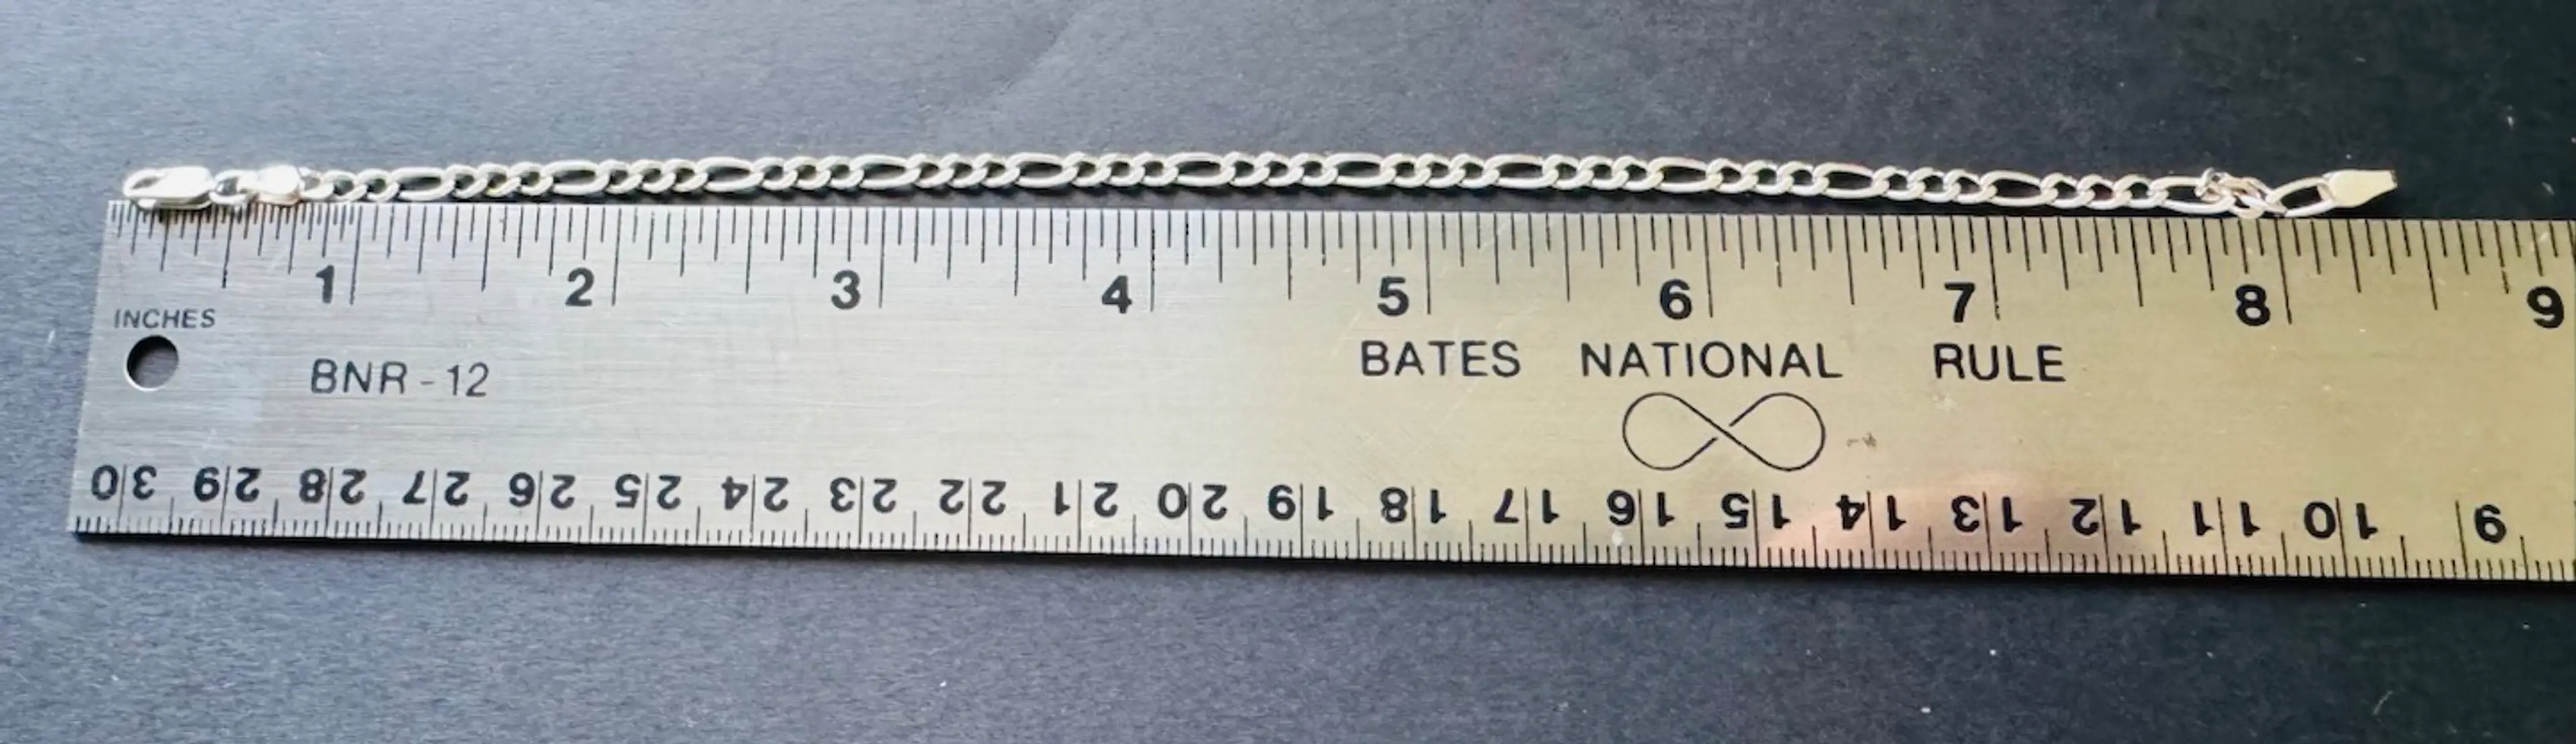 1 2 3 4 5 6 7 8 9
INCHES
BNR-12
BATES NATIONAL RULE
30 29 28 27 26 25 24 23 22 21 20 19 18 17 16 15 14 13 12 11 10 9